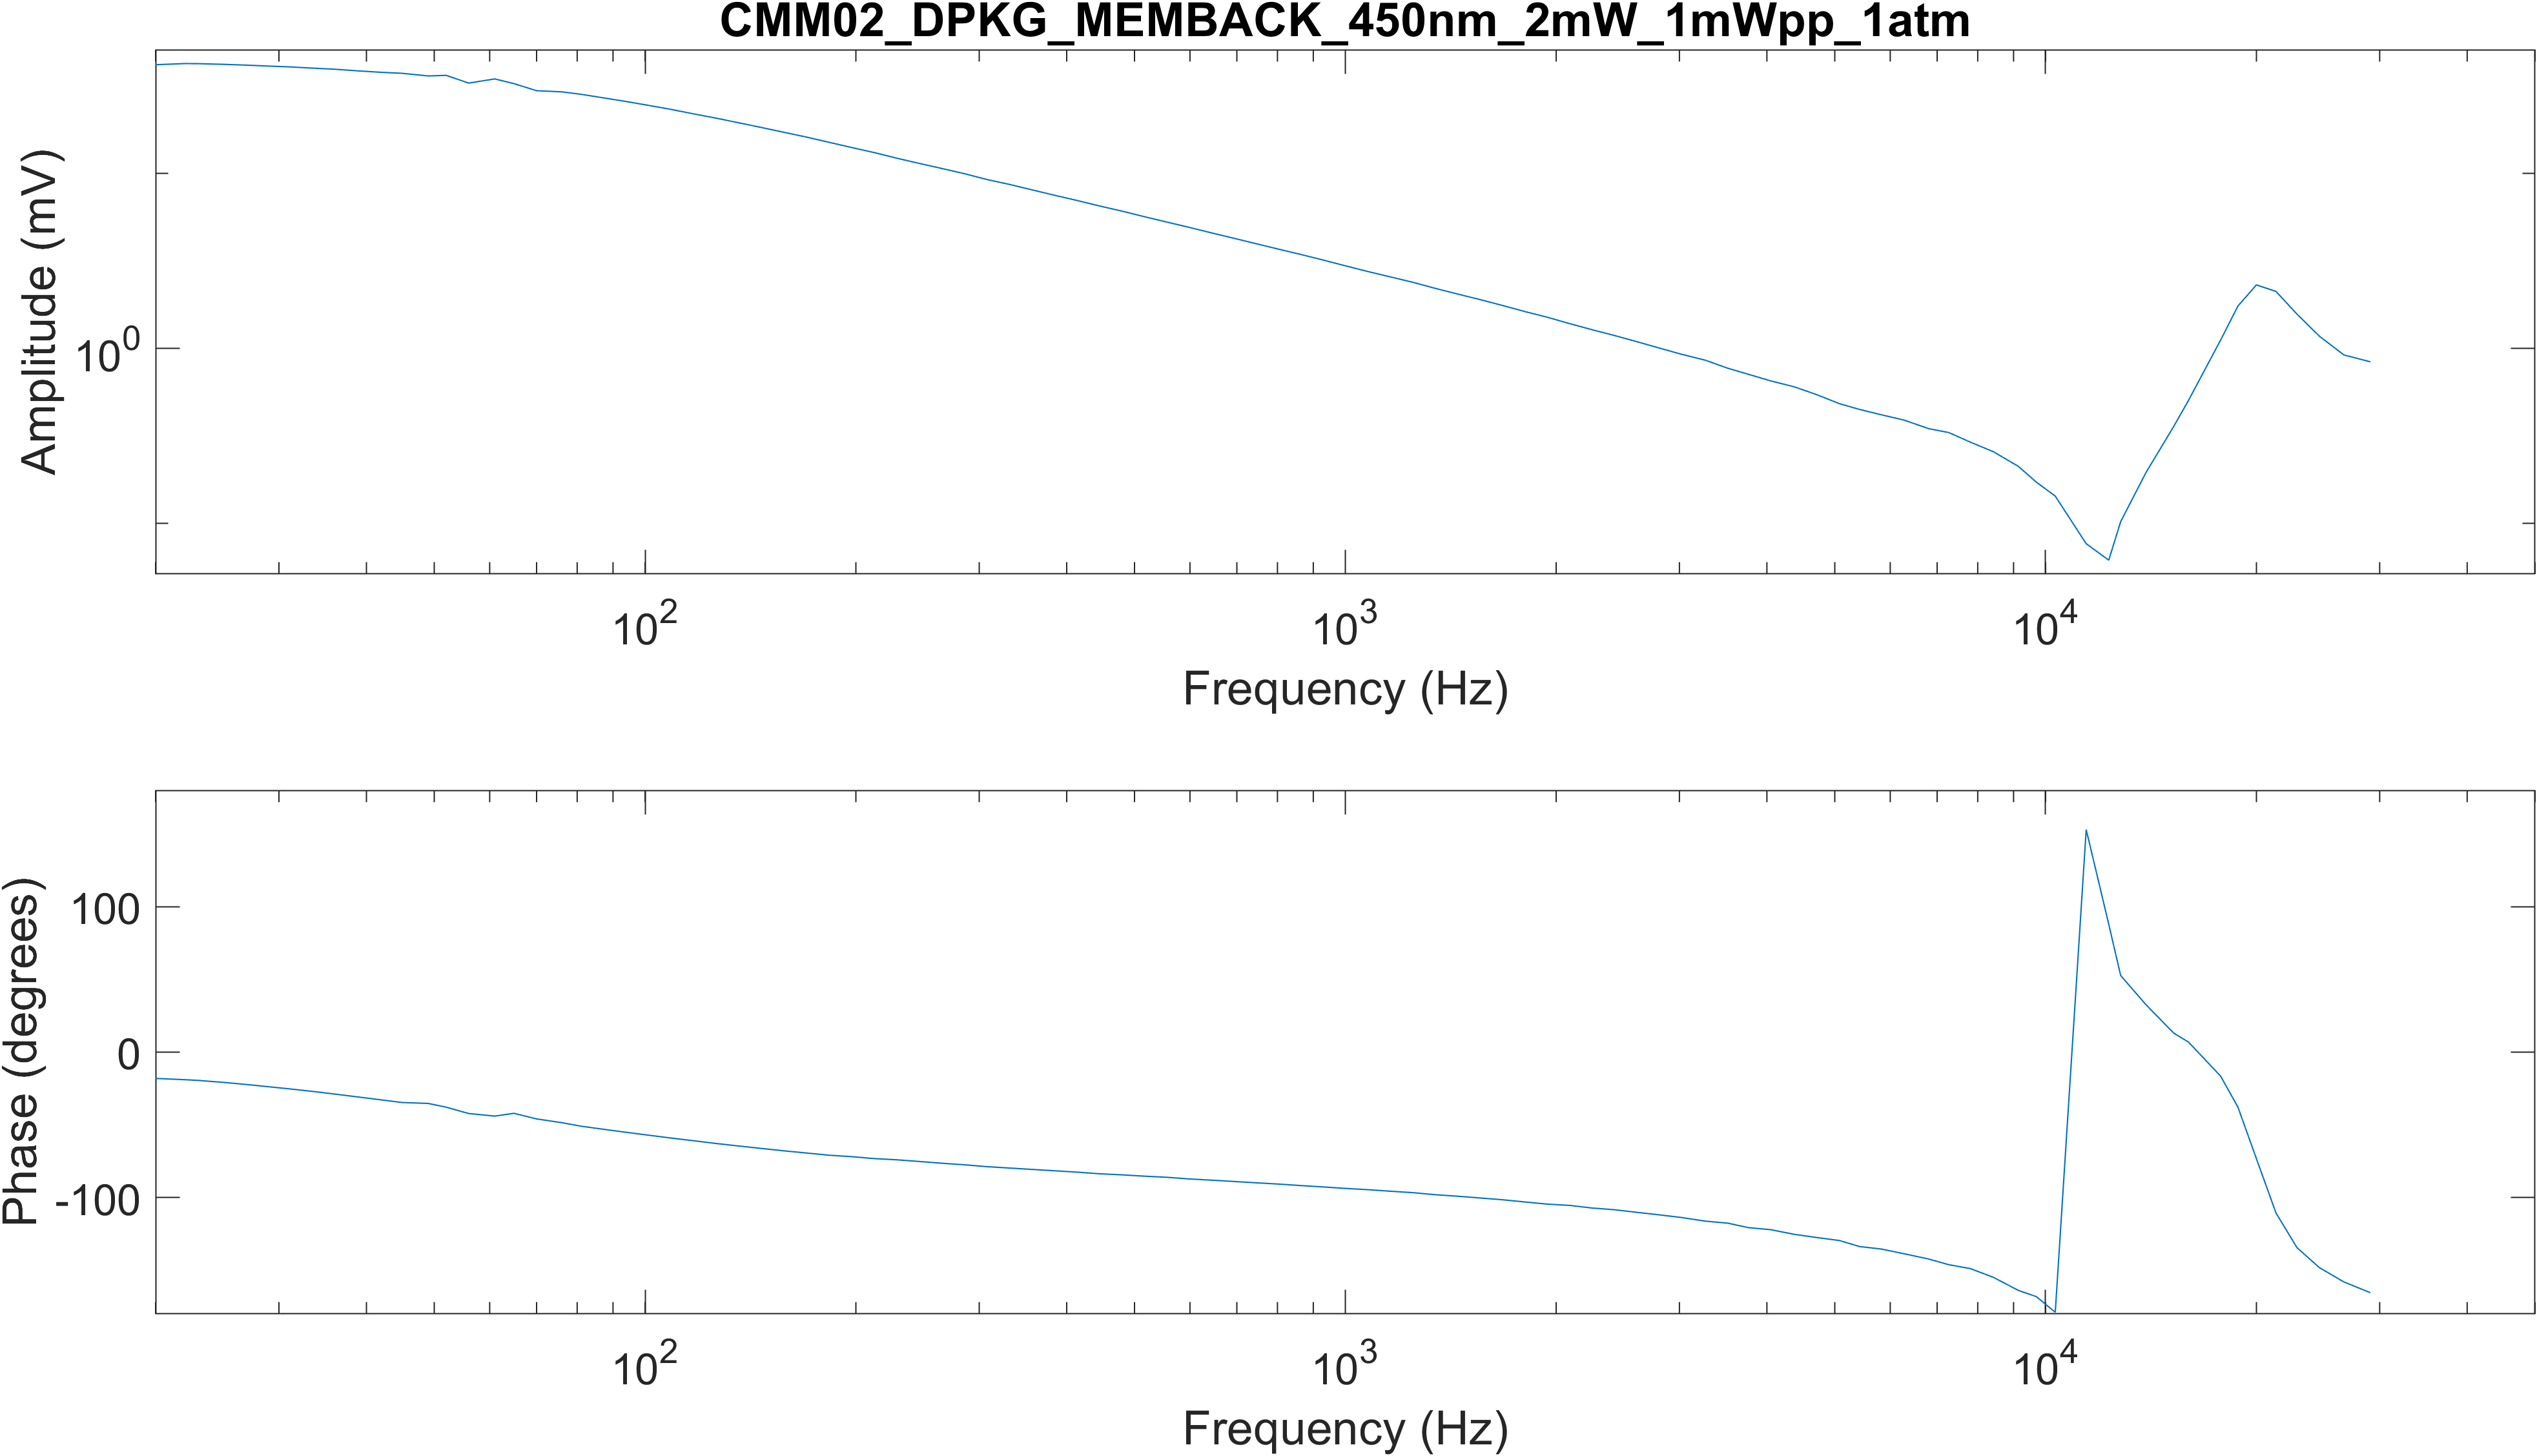 CMM02_DPKG_MEMBACK_450nm_2mW_1mWpp_1atm
Amplitude (mV)
10^0
10^2 10^3 10^4
Frequency (Hz)
Phase (degrees)
100
0
-100
10^2 10^3 10^4
Frequency (Hz)